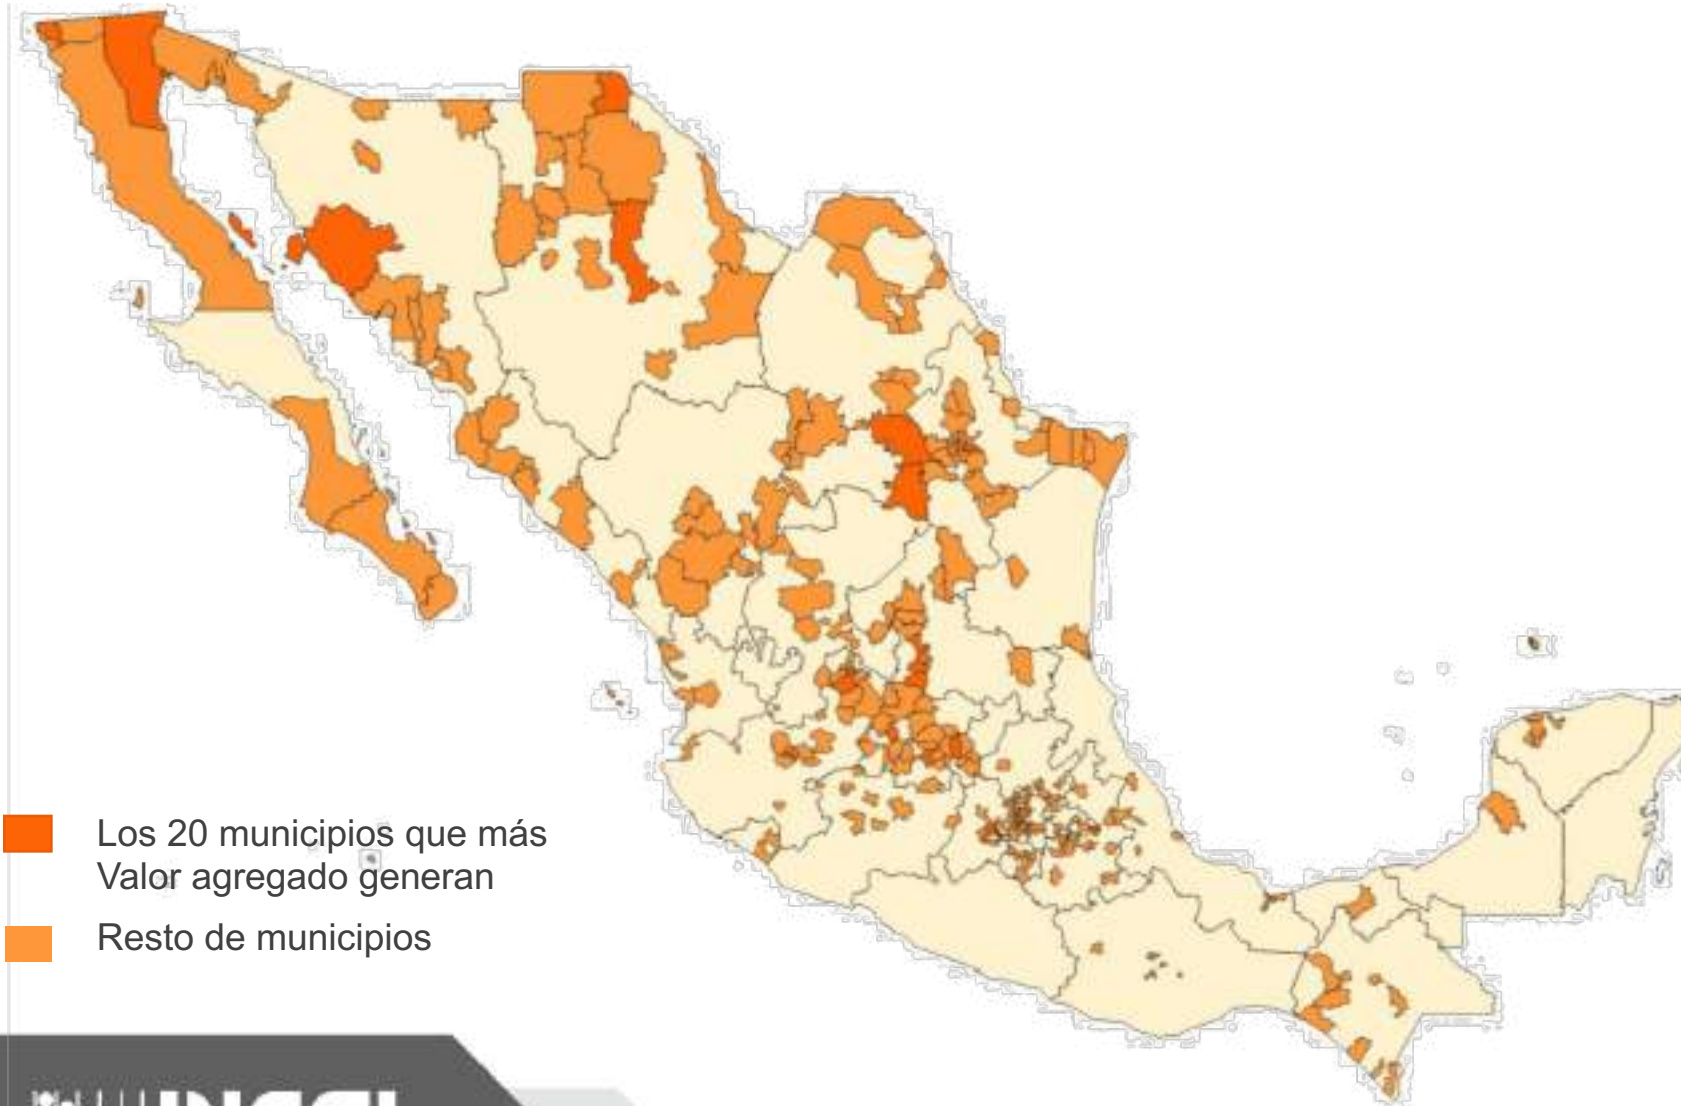 Los 20 municipios que más
Valor agregado generan
Resto de municipios